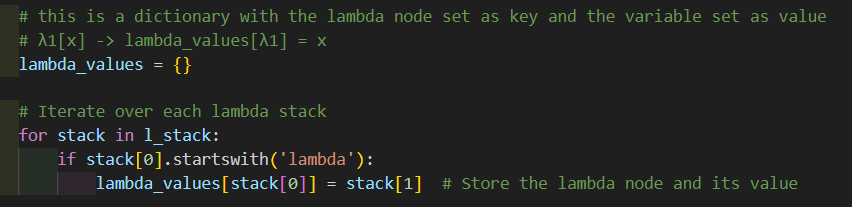 # this is a dictionary with the lambda node set as key and the variable set as value
# λ1[x] -> lambda_values[λ1] = x
lambda_values = {}
# Iterate over each lambda stack
for stack in l_stack:
if stack[0].startswith('lambda'):
lambda_values[stack[0]] = stack[1]  # Store the lambda node and its value